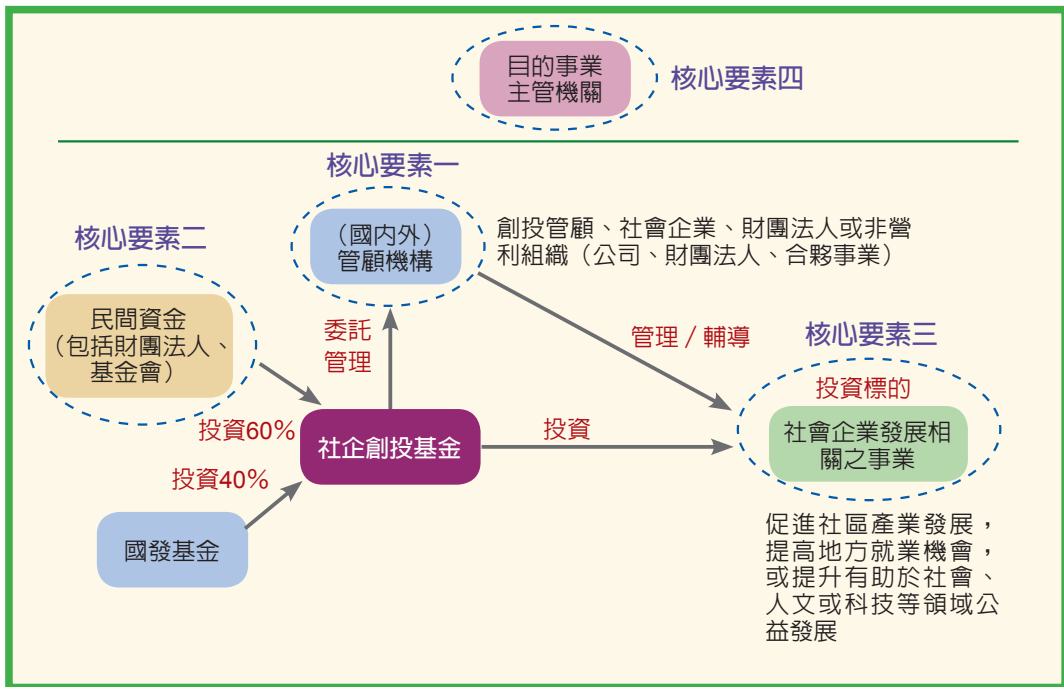 目的事業
主管機關
核心要素四
核心要素一
（國內外）
管顧機構
創投管顧、社會企業、財團法人或非營
利組織（公司、財團法人、合夥事業）
核心要素二
民間資金
（包括財團法人、
基金會）
委託
管理
管理／輔導
核心要素三
投資標的
社會企業發展相
關之事業
投資60%
社企創投基金
投資
投資40%
國發基金
促進社區產業發展，
提高地方就業機會，
或提升有助於社會、
人文或科技等領域公
益發展